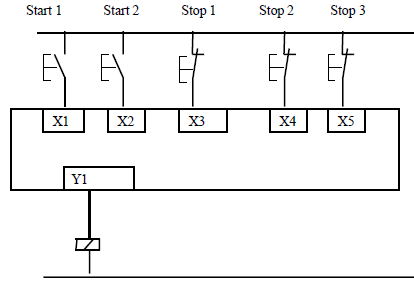 Start 1 Start 2 Stop 1 Stop 2 Stop 3
X1 X2 X3 X4 X5
Y1